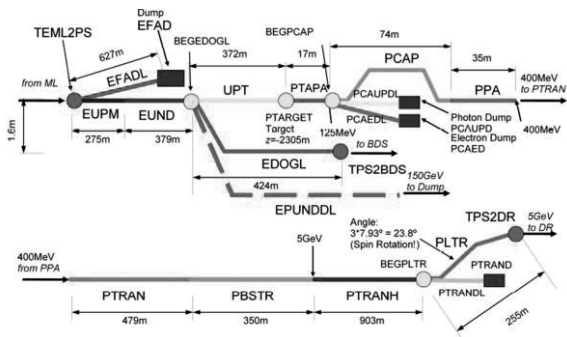 Dump
EFAD
TEML2PS
BEGEDOGL
BEGPCAP
627m
372m
17m
74m
EFADL
PCAP
35m
from ML
UPT
PTAPA
PCAUPDL
PPA
400MeV
to PTRAN
EUPM
EUND
PCAEDL
Photon Dump
PCAUPD
Electron Dump
PCAED
400MeV
PTARGET
Target
z=-2305m
125MeV
1.6m
275m
379m
to BDS
EDOGL
TPS2BDS
424m
150GeV
to Dump
EPUNDDL
TPS2DR
Angle:
3*7.93º = 23.8º
(Spin Rotation!)
5GeV
to DR
PLTR
400MeV
from PPA
5GeV
BEGPLTR
PTRAND
PTRAN
PBSTR
PTRANH
PTRANDL
479m
350m
903m
255m